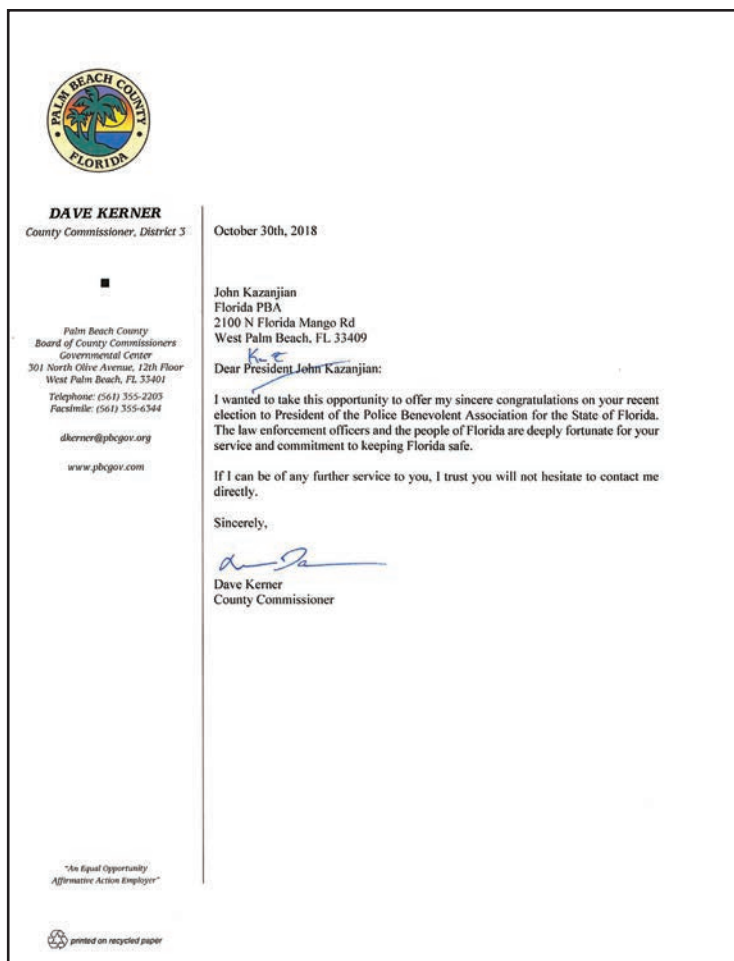 PALM BEACH COUNTY
FLORIDA
DAVE KERNER
County Commissioner, District 3
Palm Beach County
Board of County Commissioners
Governmental Center
301 North Olive Avenue, 12th Floor
West Palm Beach, FL 33401
Telephone: (561) 355-2203
Facsimile: (561) 355-6344
dkerner@pbcgov.org
www.pbcgov.com
"An Equal Opportunity
Affirmative Action Employer"
printed on recycled paper
October 30th, 2018
John Kazanjian
Florida PBA
2100 N Florida Mango Rd
West Palm Beach, FL 33409
Dear President John Kazanjian:
I wanted to take this opportunity to offer my sincere congratulations on your recent
election to President of the Police Benevolent Association for the State of Florida.
The law enforcement officers and the people of Florida are deeply fortunate for your
service and commitment to keeping Florida safe.
If I can be of any further service to you, I trust you will not hesitate to contact me
directly.
Sincerely,
Dave Kerner
County Commissioner